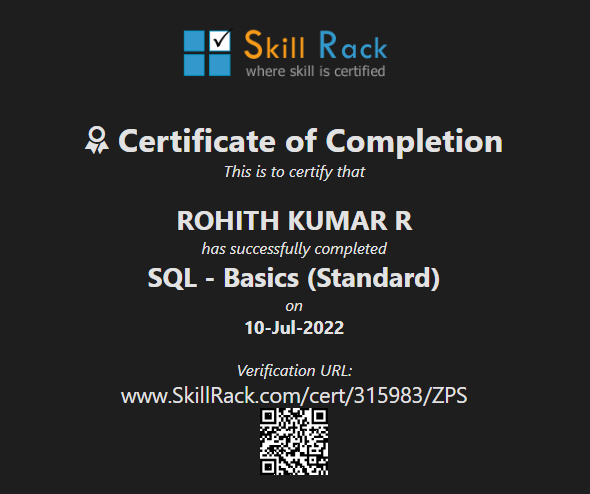 Skill Rack
where skill is certified
Certificate of Completion
This is to certify that
ROHITH KUMAR R
has successfully completed
SQL - Basics (Standard)
on
10-Jul-2022
Verification URL:
www.SkillRack.com/cert/315983/ZPS